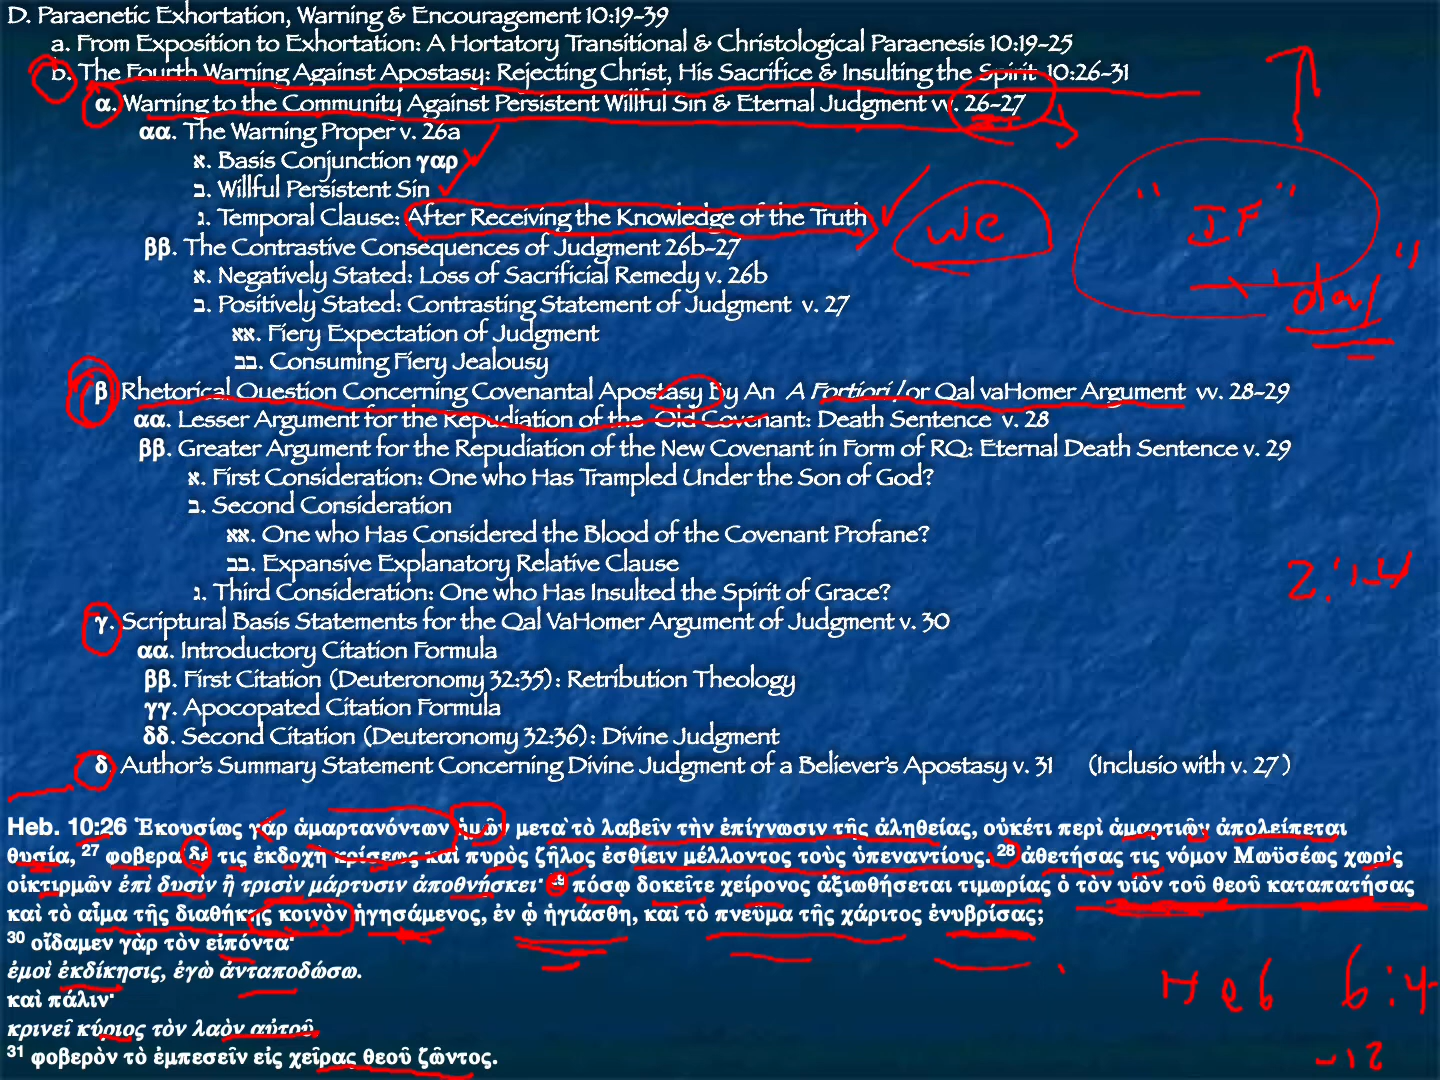 D. Paraenetic Exhortation, Warning & Encouragement 10:19-39
a. From Exposition to Exhortation: A Hortatory Transitional & Christological Paraenesis 10:19-25
b. The Fourth Warning Against Apostasy: Rejecting Christ, His Sacrifice & Insulting the Spirit 10:26-31
α. Warning to the Community Against Persistent Willful Sin & Eternal Judgment vv. 26-27
αα. The Warning Proper v. 26a
א. Basis Conjunction γαρ
ב. Willful Persistent Sin
ג. Temporal Clause: After Receiving the Knowledge of the Truth
we
"IF"
ββ. The Contrastive Consequences of Judgment 26b-27
א. Negatively Stated: Loss of Sacrificial Remedy v. 26b
ב. Positively Stated: Contrasting Statement of Judgment v. 27
אא. Fiery Expectation of Judgment
בב. Consuming Fiery Jealousy
β. Rhetorical Question Concerning Covenantal Apostasy By An A Fortiori / or Qal vaHomer Argument vv. 28-29
αα. Lesser Argument for the Repudiation of the Old Covenant: Death Sentence v. 28
ββ. Greater Argument for the Repudiation of the New Covenant in Form of RQ: Eternal Death Sentence v. 29
א. First Consideration: One who Has Trampled Under the Son of God?
ב. Second Consideration
אא. One who Has Considered the Blood of the Covenant Profane?
בב. Expansive Explanatory Relative Clause
2:1-4
ג. Third Consideration: One who Has Insulted the Spirit of Grace?
γ. Scriptural Basis Statements for the Qal VaHomer Argument of Judgment v. 30
αα. Introductory Citation Formula
ββ. First Citation (Deuteronomy 32:35): Retribution Theology
γγ. Apocopated Citation Formula
δδ. Second Citation (Deuteronomy 32:36): Divine Judgment
δ. Author's Summary Statement Concerning Divine Judgment of a Believer's Apostasy v. 31 (Inclusio with v. 27)
Heb. 10:26 Ἑκουσίως γὰρ ἁμαρτανόντων ἡμῶν μετὰ τὸ λαβεῖν τὴν ἐπίγνωσιν τῆς ἀληθείας, οὐκέτι περὶ ἁμαρτιῶν ἀπολείπεται
θυσία, 27 φοβερὰ δέ τις ἐκδοχὴ κρίσεως καὶ πυρὸς ζῆλος ἐσθίειν μέλλοντος τοὺς ὑπεναντίους. 28 ἀθετήσας τις νόμον Μωϋσέως χωρὶς
οἰκτιρμῶν ἐπὶ δυσὶν ἢ τρισὶν μάρτυσιν ἀποθνῄσκει· 29 πόσῳ δοκεῖτε χείρονος ἀξιωθήσεται τιμωρίας ὁ τὸν υἱὸν τοῦ θεοῦ καταπατήσας
καὶ τὸ αἷμα τῆς διαθήκης κοινὸν ἡγησάμενος, ἐν ᾧ ἡγιάσθη, καὶ τὸ πνεῦμα τῆς χάριτος ἐνυβρίσας;
30 οἴδαμεν γὰρ τὸν εἰπόντα·
ἐμοὶ ἐκδίκησις, ἐγὼ ἀνταποδώσω.
Heb 6:4
καὶ πάλιν·
κρινεῖ κύριος τὸν λαὸν αὐτοῦ.
31 φοβερὸν τὸ ἐμπεσεῖν εἰς χεῖρας θεοῦ ζῶντος.
-12